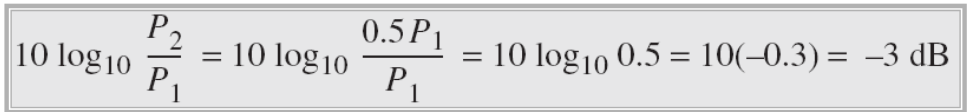 10 log₁₀ P₂/P₁ = 10 log₁₀ 0.5P₁/P₁ = 10 log₁₀ 0.5 = 10(–0.3) = –3 dB